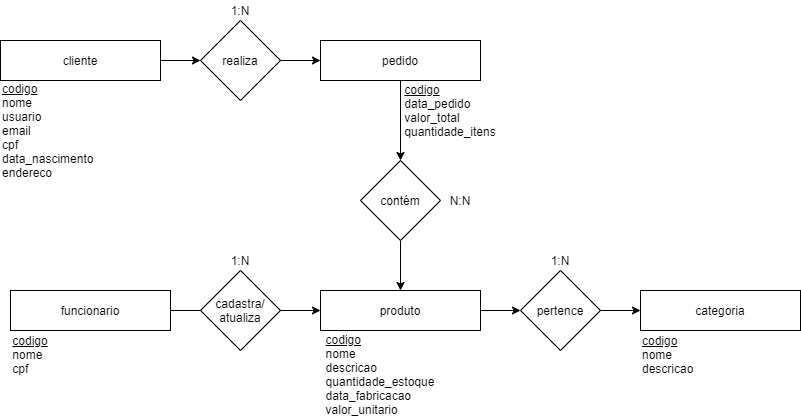 1:N
cliente
realiza
pedido
codigo
nome
usuario
email
cpf
data_nascimento
endereco
codigo
data_pedido
valor_total
quantidade_itens
contém
N:N
1:N
1:N
funcionario
cadastra/
atualiza
produto
pertence
categoria
codigo
nome
cpf
codigo
nome
descricao
quantidade_estoque
data_fabricacao
valor_unitario
codigo
nome
descricao